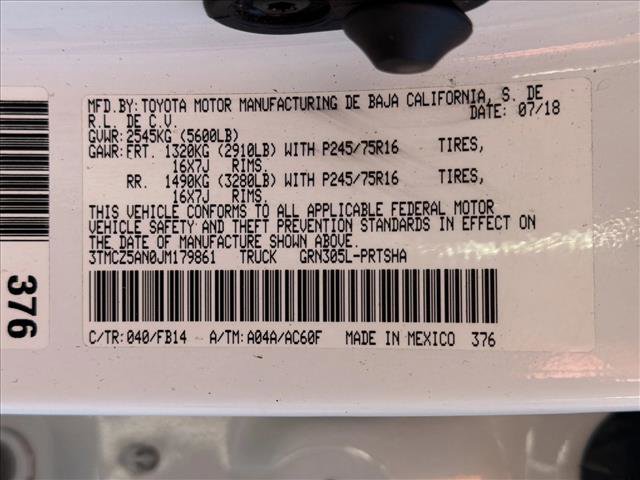 MFD.BY:TOYOTA MOTOR MANUFACTURING DE BAJA CALIFORNIA, S. DE
R.L. DE C.V. DATE: 07/18
GVWR:2545KG (5600LB)
GAWR:FRT. 1320KG (2910LB) WITH P245/75R16 TIRES,
16X7J RIMS.
RR. 1490KG (3280LB) WITH P245/75R16 TIRES,
16X7J RIMS.
THIS VEHICLE CONFORMS TO ALL APPLICABLE FEDERAL MOTOR
VEHICLE SAFETY AND THEFT PREVENTION STANDARDS IN EFFECT ON
THE DATE OF MANUFACTURE SHOWN ABOVE.
3TMCZ5AN0JM179861 TRUCK GRN305L-PRTSHA
C/TR:040/FB14 A/TM:A04A/AC60F MADE IN MEXICO 376
376